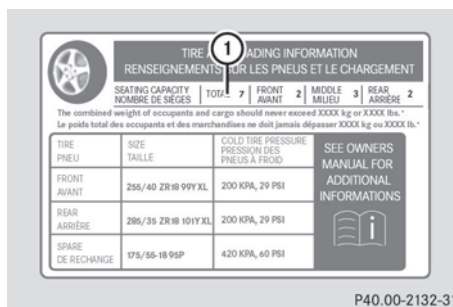 1
TIRE AND LOADING INFORMATION
RENSEIGNEMENTS SUR LES PNEUS ET LE CHARGEMENT
SEATING CAPACITY TOTAL 7 FRONT 2 MIDDLE 3 REAR 2
NOMBRE DE SIÈGES AVANT MILIEU ARRIÈRE
The combined weight of occupants and cargo should never exceed XXXX kg or XXXX lbs.*
Le poids total des occupants et des marchandises ne doit jamais dépasser XXXX kg ou XXXX lb.*
TIRE SIZE COLD TIRE PRESSURE
PNEU TAILLE PRESSION DES
PNEUS À FROID
FRONT
AVANT 255/40 ZR18 99Y XL 200 KPA, 29 PSI
REAR
ARRIÈRE 285/35 ZR18 101Y XL 200 KPA, 29 PSI
SPARE
DE RECHANGE 175/55-18 95P 420 KPA, 60 PSI
SEE OWNERS
MANUAL FOR
ADDITIONAL
INFORMATIONS
i
P40.00-2132-31